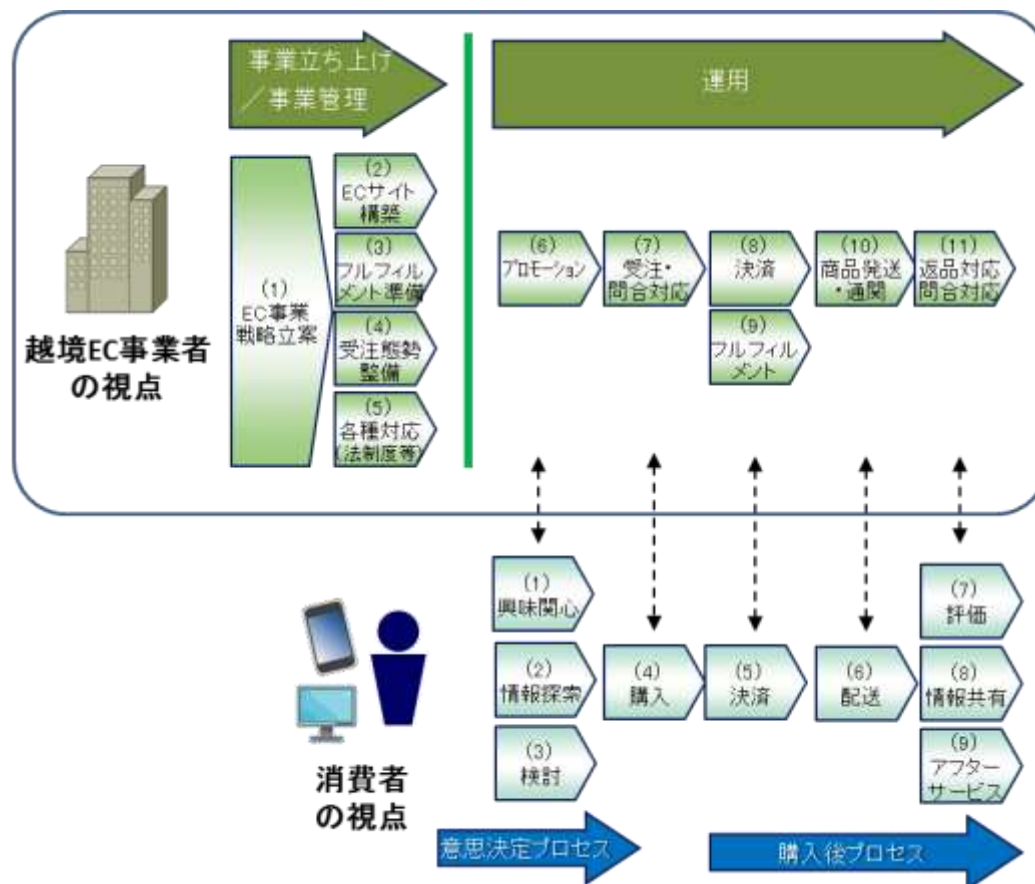 事業立ち上げ
／事業管理
運用
(1)
EC事業
戦略立案
(2)
ECサイト
構築
(3)
フルフィル
メント準備
(4)
受注態勢
整備
(5)
各種対応
(法制度等)
(6)
プロモーション
(7)
受注・
問合対応
(8)
決済
(9)
フルフィル
メント
(10)
商品発送
・通関
(11)
返品対応
問合対応
越境EC事業者
の視点
(1)
興味関心
(2)
情報探索
(3)
検討
(4)
購入
(5)
決済
(6)
配送
(7)
評価
(8)
情報共有
(9)
アフター
サービス
消費者
の視点
意思決定プロセス
購入後プロセス